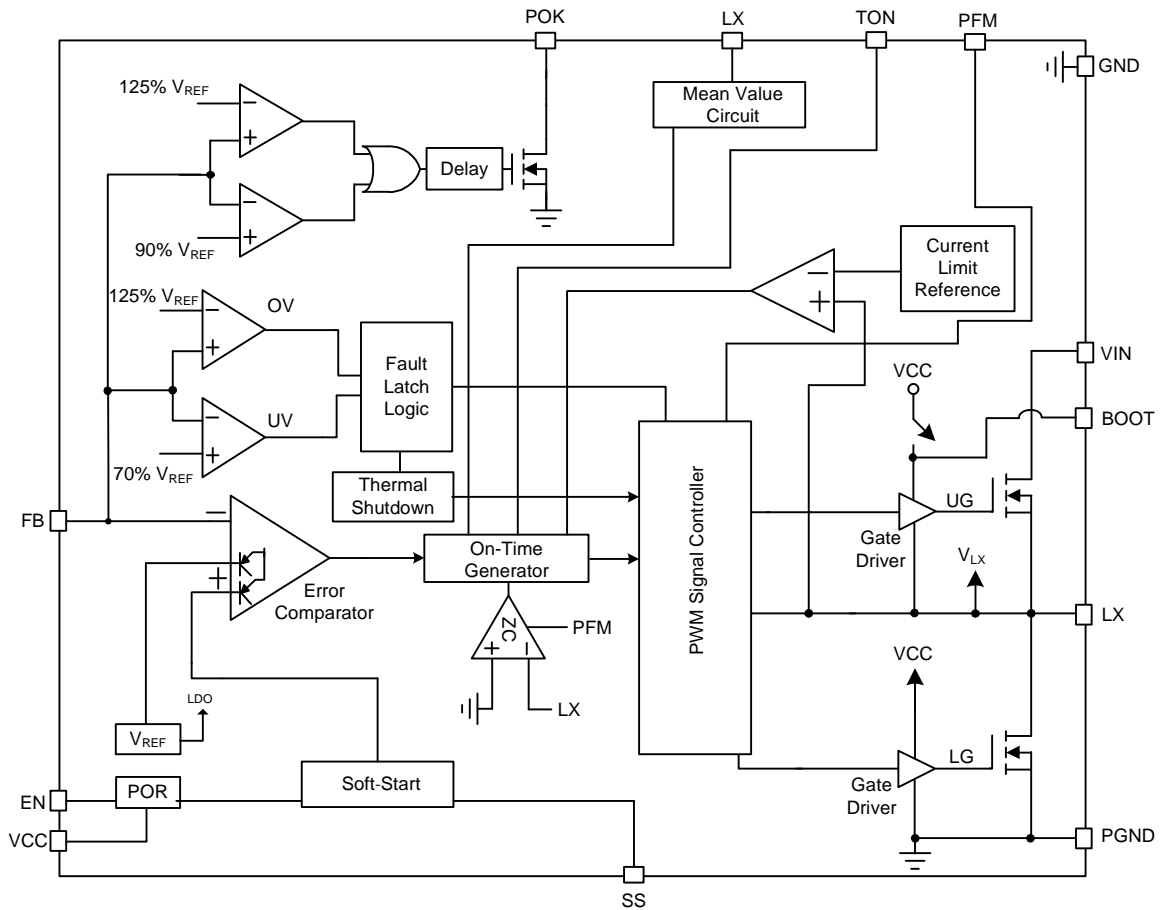 POK
LX
TON
PFM
GND
125% VREF
−
+
Mean Value
Circuit
Delay
−
+
90% VREF
Current
Limit
Reference
−
+
125% VREF
OV
−
+
Fault
Latch
Logic
VIN
VCC
BOOT
UV
−
+
70% VREF
Thermal
Shutdown
UG
Gate
Driver
FB
−
+
Error
Comparator
On-Time
Generator
PWM Signal Controller
VLX
LX
ZC
PFM
+
−
LX
VCC
LDO
VREF
LG
Gate
Driver
Soft-Start
POR
EN
VCC
PGND
SS